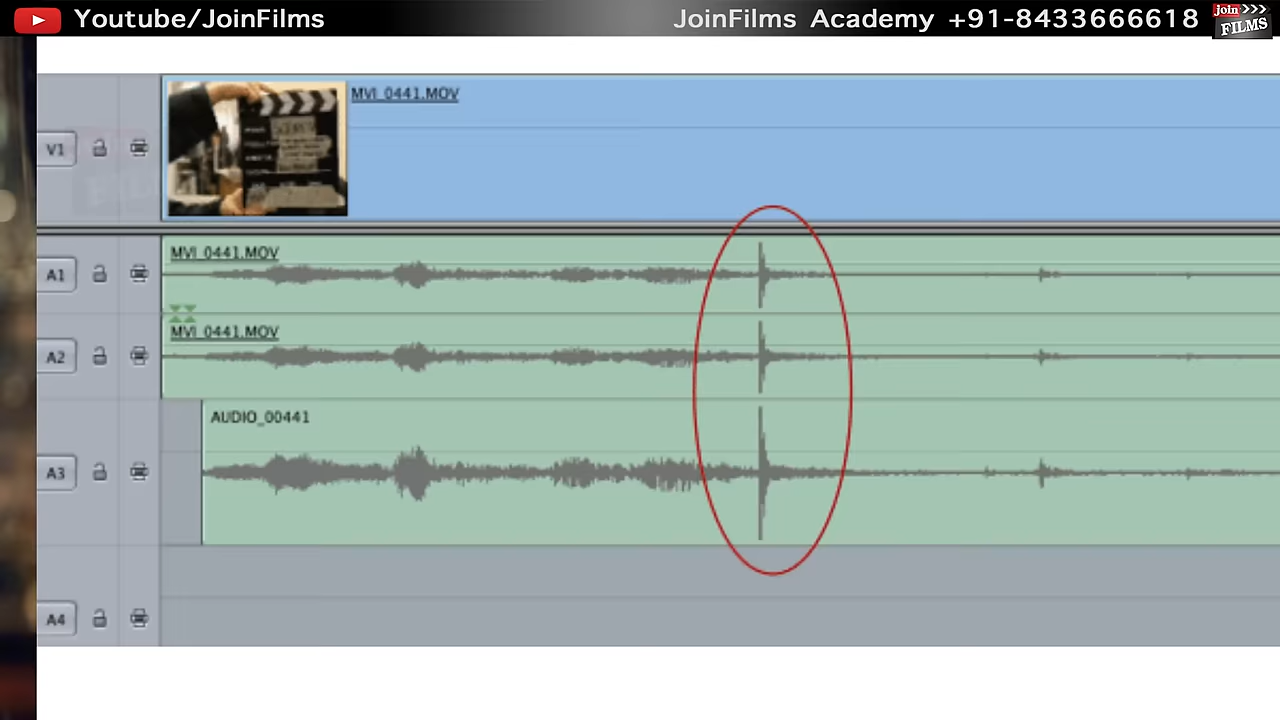 Youtube/JoinFilms
JoinFilms Academy +91-8433666618
Join
FILMS
MVI_0441.MOV
V1
MVI_0441.MOV
A1
MVI_0441.MOV
A2
AUDIO_00441
A3
A4